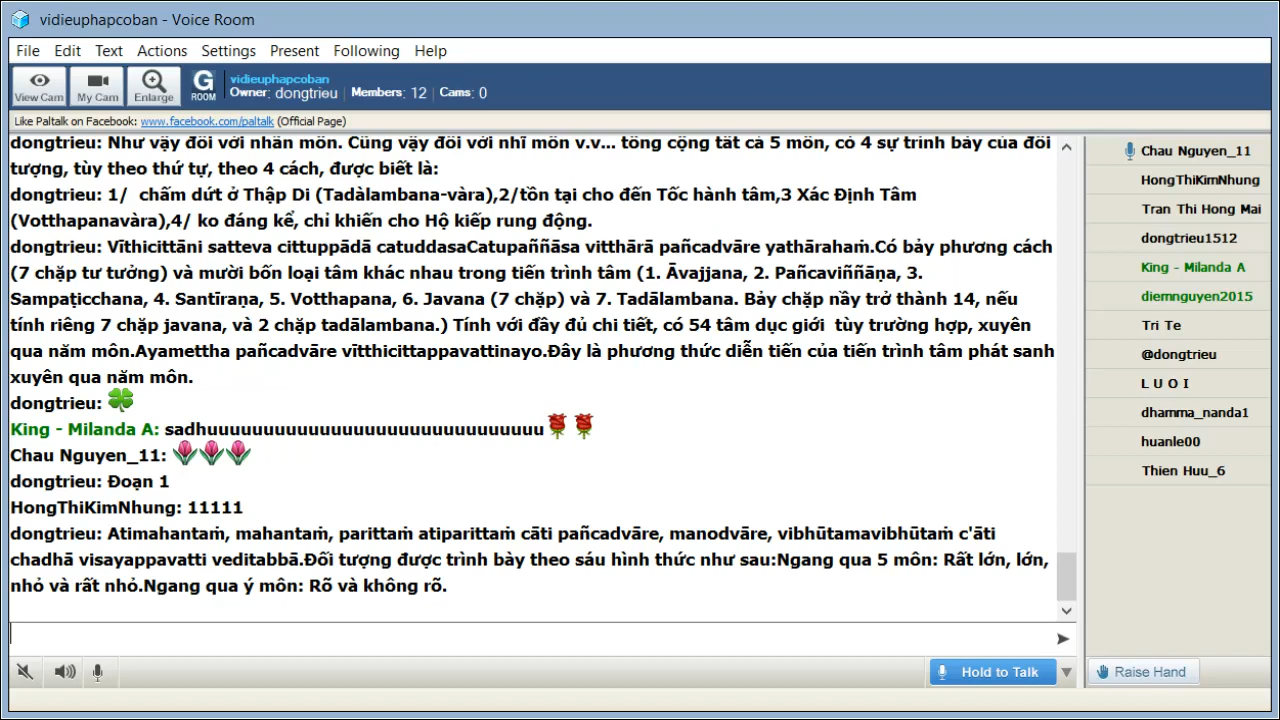 vidieuphapcoban - Voice Room
File Edit Text Actions Settings Present Following Help
View Cam My Cam Enlarge G ROOM vidieuphapcoban
Owner: dongtrieu Members: 12 Cams: 0
Like Paltalk on Facebook: www.facebook.com/paltalk (Official Page)
dongtrieu: Như vậy đối với nhãn môn. Cũng vậy đối với nhĩ môn v.v... tổng cộng tất cả 5 môn, có 4 sự trình bày của đối
tượng, tùy theo thứ tự, theo 4 cách, được biết là:
dongtrieu: 1/ chấm dứt ở Thập Di (Tadàlambana-vàra),2/tồn tại cho đến Tốc hành tâm,3 Xác Định Tâm
(Votthapanavàra),4/ ko đáng kể, chỉ khiến cho Hộ kiếp rung động.
dongtrieu: Vīthicittāni satteva cittuppādā catuddasaCatupaññāsa vitthārā pañcadvāre yathārahaṁ.Có bảy phương cách
(7 chặp tư tưởng) và mười bốn loại tâm khác nhau trong tiến trình tâm (1. Āvajjana, 2. Pañcaviññāṇa, 3.
Sampaṭicchana, 4. Santīraṇa, 5. Votthapana, 6. Javana (7 chặp) và 7. Tadālambana. Bảy chặp nầy trở thành 14, nếu
tính riêng 7 chặp javana, và 2 chặp tadālambana.) Tính với đầy đủ chi tiết, có 54 tâm dục giới tùy trường hợp, xuyên
qua năm môn.Ayamettha pañcadvāre vītthicittappavattinayo.Đây là phương thức diễn tiến của tiến trình tâm phát sanh
xuyên qua năm môn.
dongtrieu:
King - Milanda A: sadhuuuuuuuuuuuuuuuuuuuuuuuuuuuuuu
Chau Nguyen_11:
dongtrieu: Đoạn 1
HongThiKimNhung: 11111
dongtrieu: Atimahantaṁ, mahantaṁ, parittaṁ atiparittaṁ cāti pañcadvāre, manodvāre, vibhūtamavibhūtaṁ c'āti
chadhā visayappavatti veditabbā.Đối tượng được trình bày theo sáu hình thức như sau:Ngang qua 5 môn: Rất lớn, lớn,
nhỏ và rất nhỏ.Ngang qua ý môn: Rõ và không rõ.
Hold to Talk
Chau Nguyen_11
HongThiKimNhung
Tran Thi Hong Mai
dongtrieu1512
King - Milanda A
diemnguyen2015
Tri Te
@dongtrieu
L U O I
dhamma_nanda1
huanle00
Thien Huu_6
Raise Hand